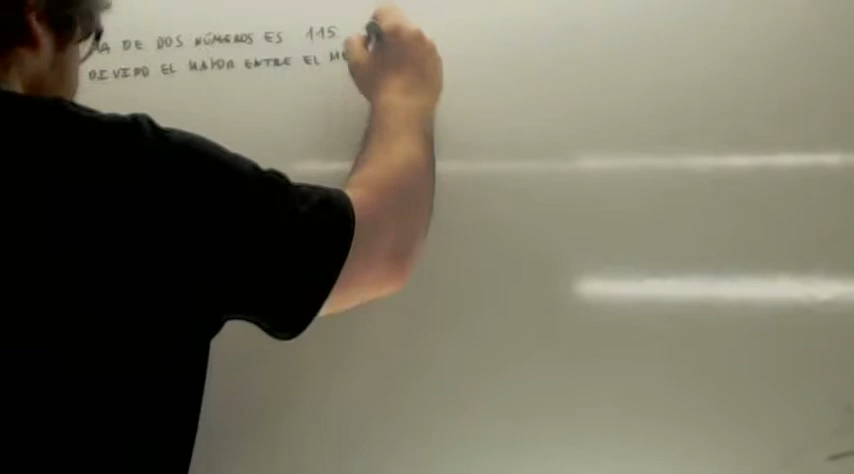 DE DOS NÚMEROS ES 115.
DIVIDO EL MAYOR ENTRE EL